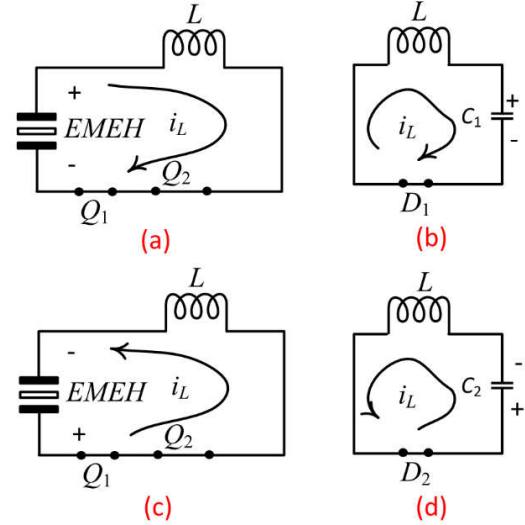 L
+
EMEH
i_L
-
Q_2
Q_1
(a)
L
i_L
C_1
+
-
D_1
(b)
L
-
EMEH
i_L
+
Q_2
Q_1
(c)
L
i_L
C_2
-
+
D_2
(d)